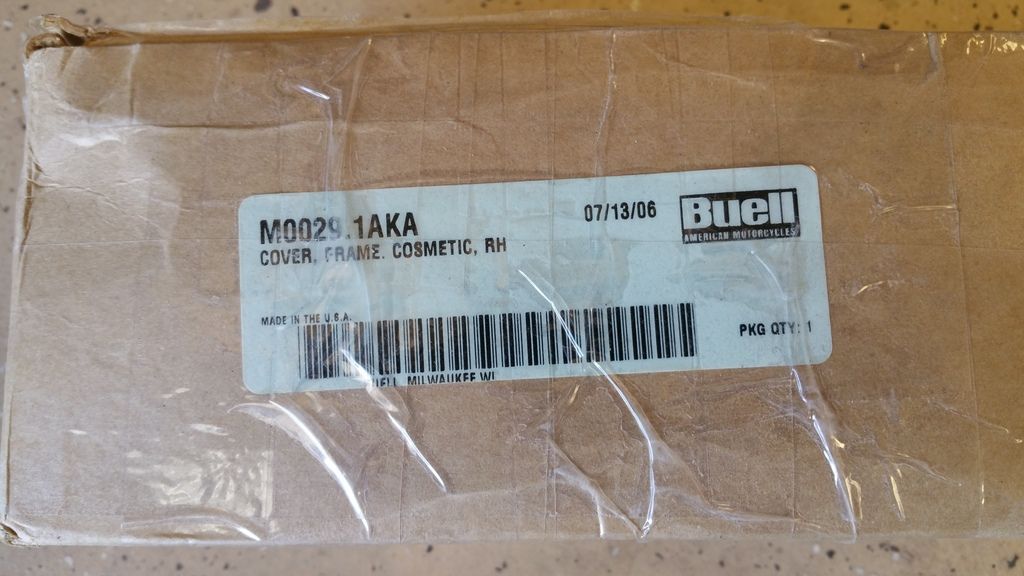 M0029.1AKA
07/13/06
Buell
AMERICAN MOTORCYCLES
COVER, FRAME. COSMETIC, RH
MADE IN THE U.S.A.
PKG QTY: 1
BUELL, MILWAUKEE WI